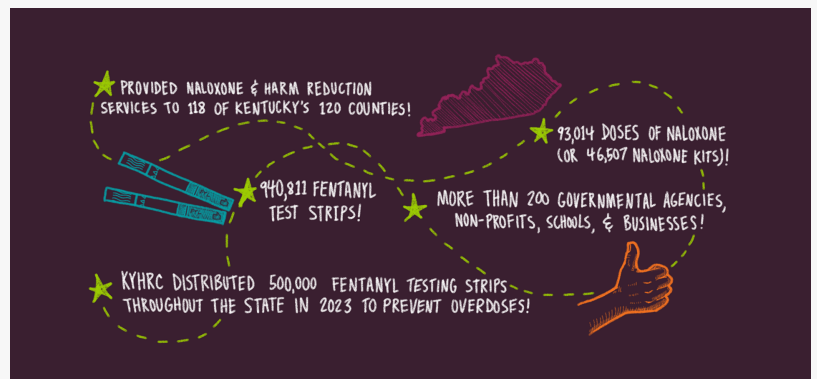 PROVIDED NALOXONE & HARM REDUCTION
SERVICES TO 118 OF KENTUCKY'S 120 COUNTIES!
93,014 DOSES OF NALOXONE
(OR 46,507 NALOXONE KITS)!
940,811 FENTANYL
TEST STRIPS!
MORE THAN 200 GOVERNMENTAL AGENCIES,
NON-PROFITS, SCHOOLS, & BUSINESSES!
KYHRC DISTRIBUTED 500,000 FENTANYL TESTING STRIPS
THROUGHOUT THE STATE IN 2023 TO PREVENT OVERDOSES!